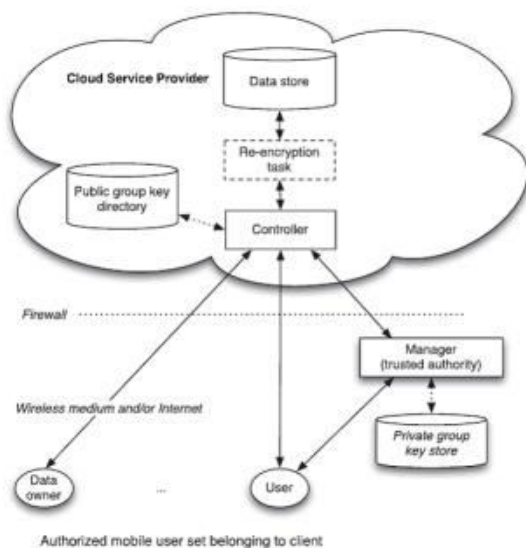 Cloud Service Provider
Data store
Re-encryption
task
Public group key
directory
Controller
Firewall
Manager
(trusted authority)
Wireless medium and/or Internet
Private group
key store
Data
owner
...
User
Authorized mobile user set belonging to client